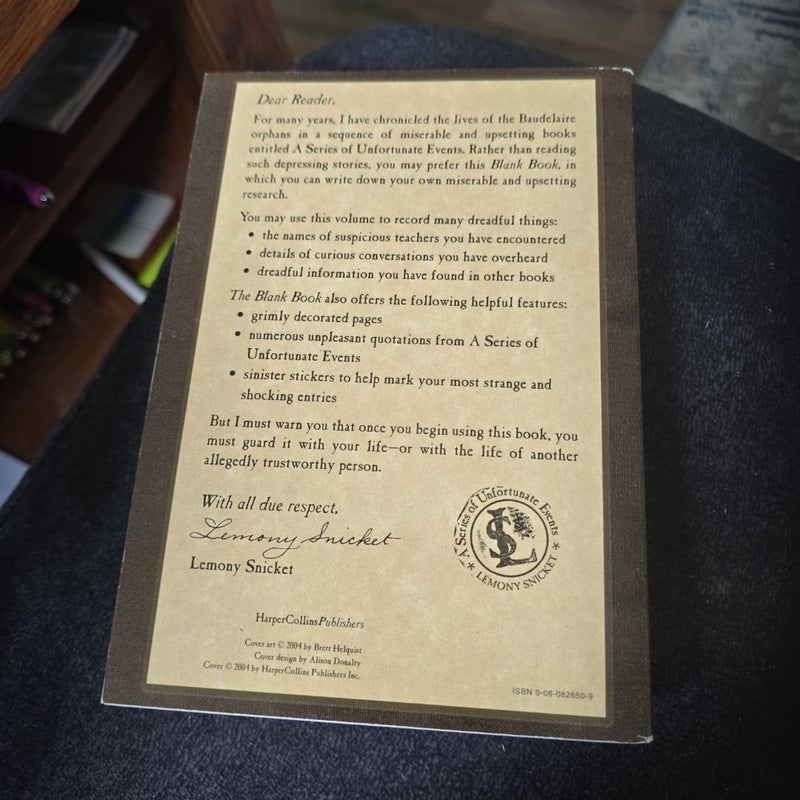 Dear Reader,
For many years, I have chronicled the lives of the Baudelaire
orphans in a sequence of miserable and upsetting books
entitled A Series of Unfortunate Events. Rather than reading
such depressing stories, you may prefer this Blank Book, in
which you can write down your own miserable and upsetting
research.
You may use this volume to record many dreadful things:
• the names of suspicious teachers you have encountered
• details of curious conversations you have overheard
• dreadful information you have found in other books
The Blank Book also offers the following helpful features:
• grimly decorated pages
• numerous unpleasant quotations from A Series of
Unfortunate Events
• sinister stickers to help mark your most strange and
shocking entries
But I must warn you that once you begin using this book, you
must guard it with your life—or with the life of another
allegedly trustworthy person.
With all due respect,
Lemony Snicket
Lemony Snicket
A Series of Unfortunate Events
LS
* LEMONY SNICKET *
HarperCollinsPublishers
Cover art © 2004 by Brett Helquist
Cover design by Alison Donalty
Cover © 2004 by HarperCollins Publishers Inc.
ISBN 0-06-082650-9